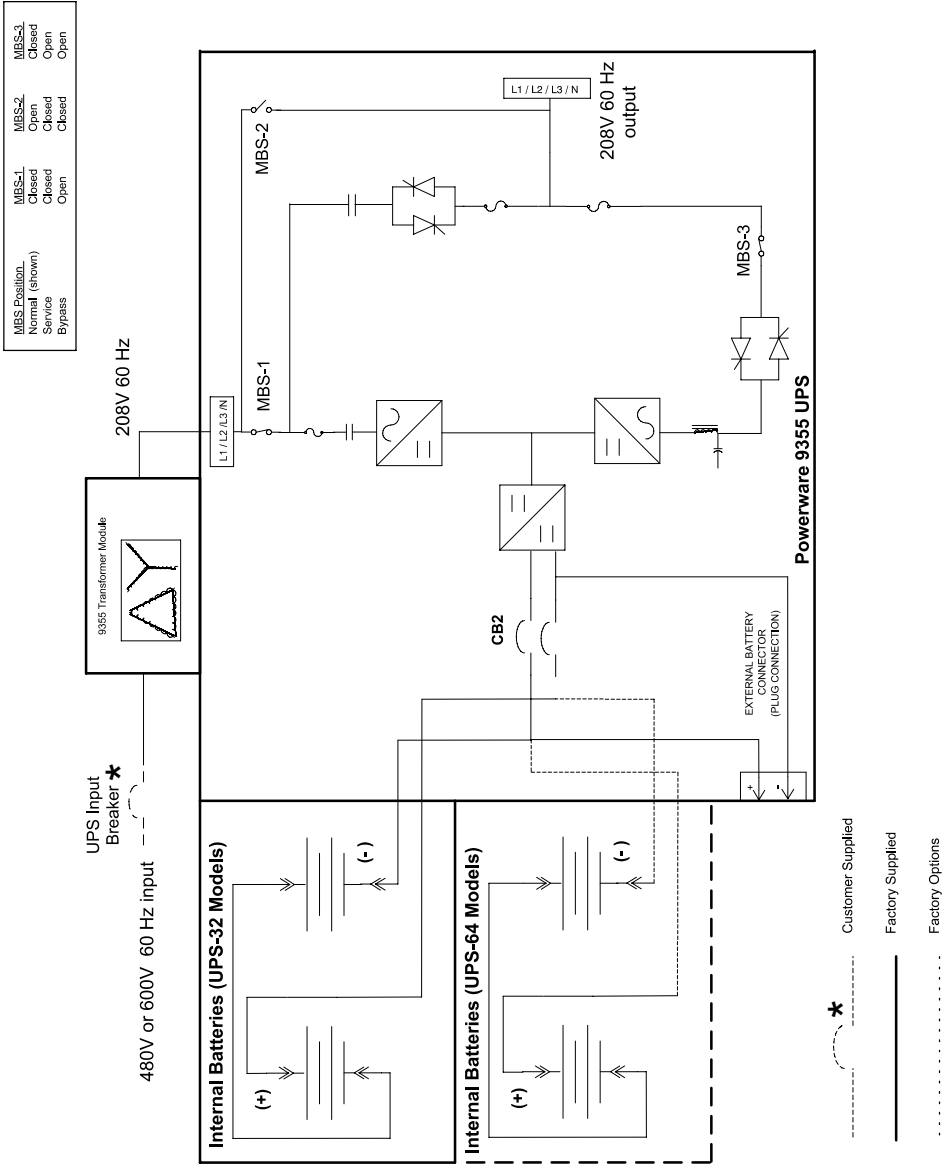 MBS Position MBS-1 MBS-2 MBS-3
Normal (shown) Closed Open Closed
Service Closed Closed Open
Bypass Open Closed Open
480V or 600V 60 Hz input
UPS Input
Breaker *
9355 Transformer Module
208V 60 Hz
L1 / L2 /L3 /N
MBS-1
MBS-2
L1 / L2 / L3 / N
208V 60 Hz
output
MBS-3
CB2
EXTERNAL BATTERY
CONNECTOR
(PLUG CONNECTION)
+
-
Powerware 9355 UPS
Internal Batteries (UPS-32 Models)
(+)
(-)
Internal Batteries (UPS-64 Models)
(+)
(-)
*
Customer Supplied
Factory Supplied
Factory Options